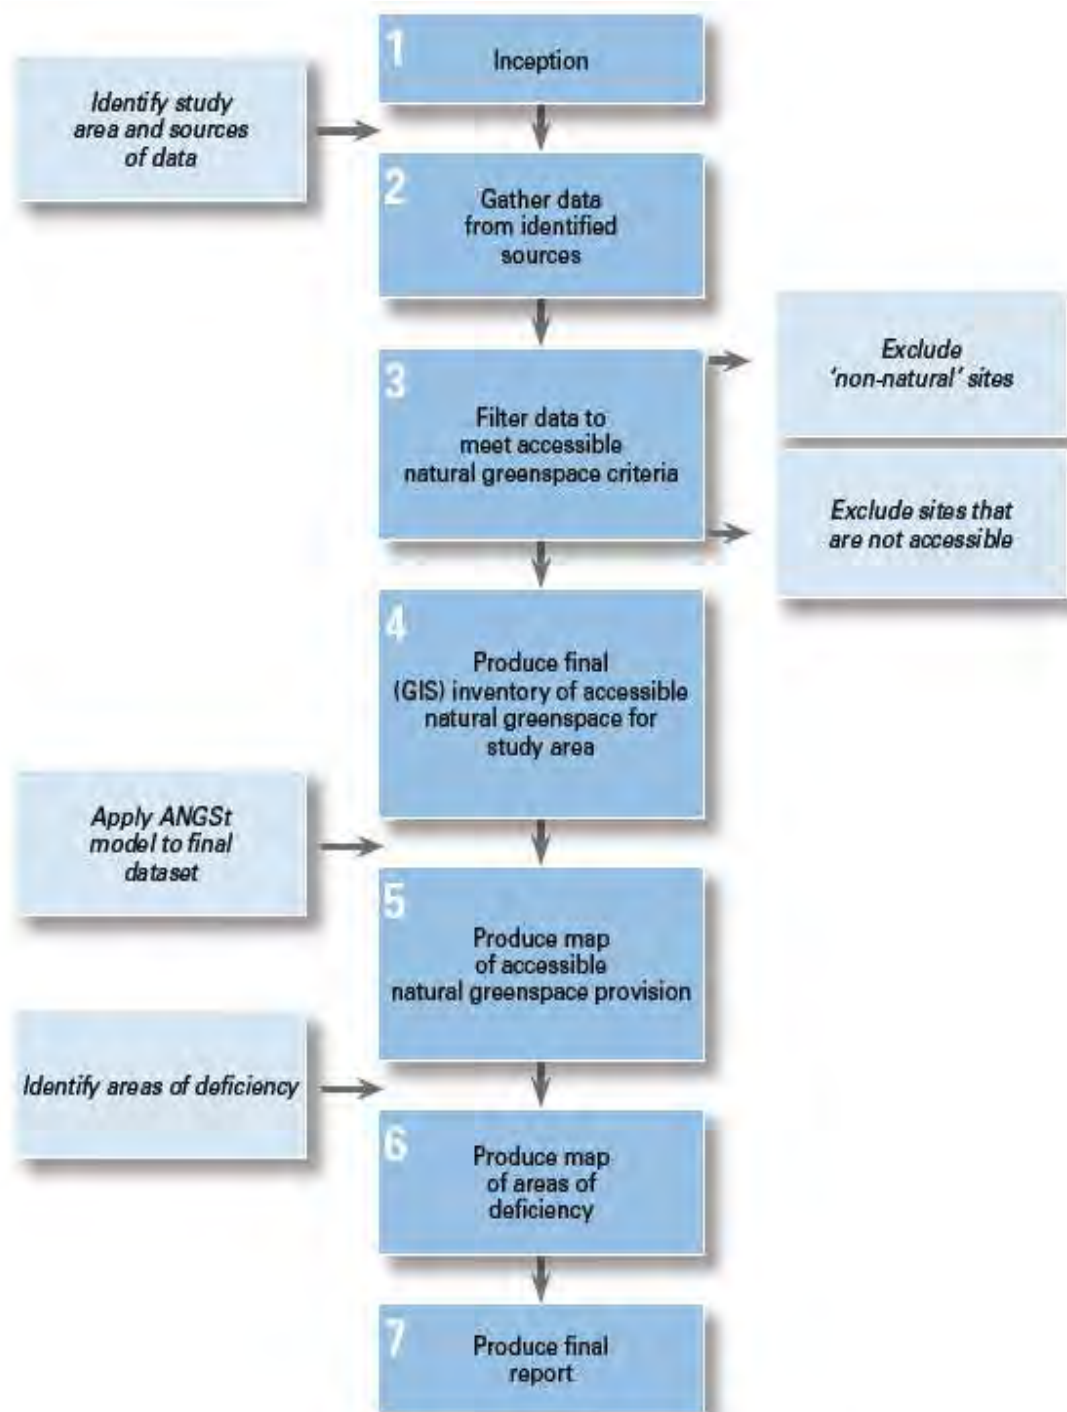 1
Inception
Identify study
area and sources
of data
2
Gather data
from identified
sources
3
Filter data to
meet accessible
natural greenspace criteria
Exclude
‘non-natural’ sites
Exclude sites that
are not accessible
4
Produce final
(GIS) inventory of accessible
natural greenspace for
study area
Apply ANGSt
model to final
dataset
5
Produce map
of accessible
natural greenspace provision
Identify areas of deficiency
6
Produce map
of areas of
deficiency
7
Produce final
report